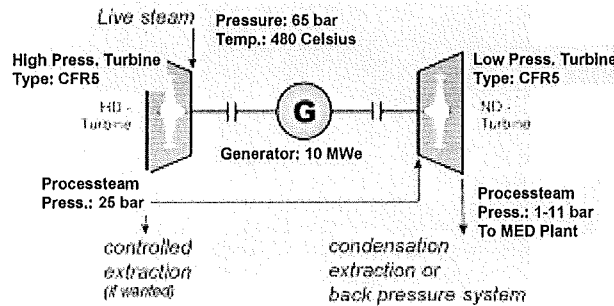 Live steam
Pressure: 65 bar
Temp.: 480 Celsius
High Press. Turbine
Type: CFR5
HD -
Turbine
G
Generator: 10 MWe
Low Press. Turbine
Type: CFR5
ND -
Turbine
Processteam
Press.: 25 bar
Processteam
Press.: 1-11 bar
To MED Plant
controlled
extraction
(if wanted)
condensation
extraction or
back pressure system